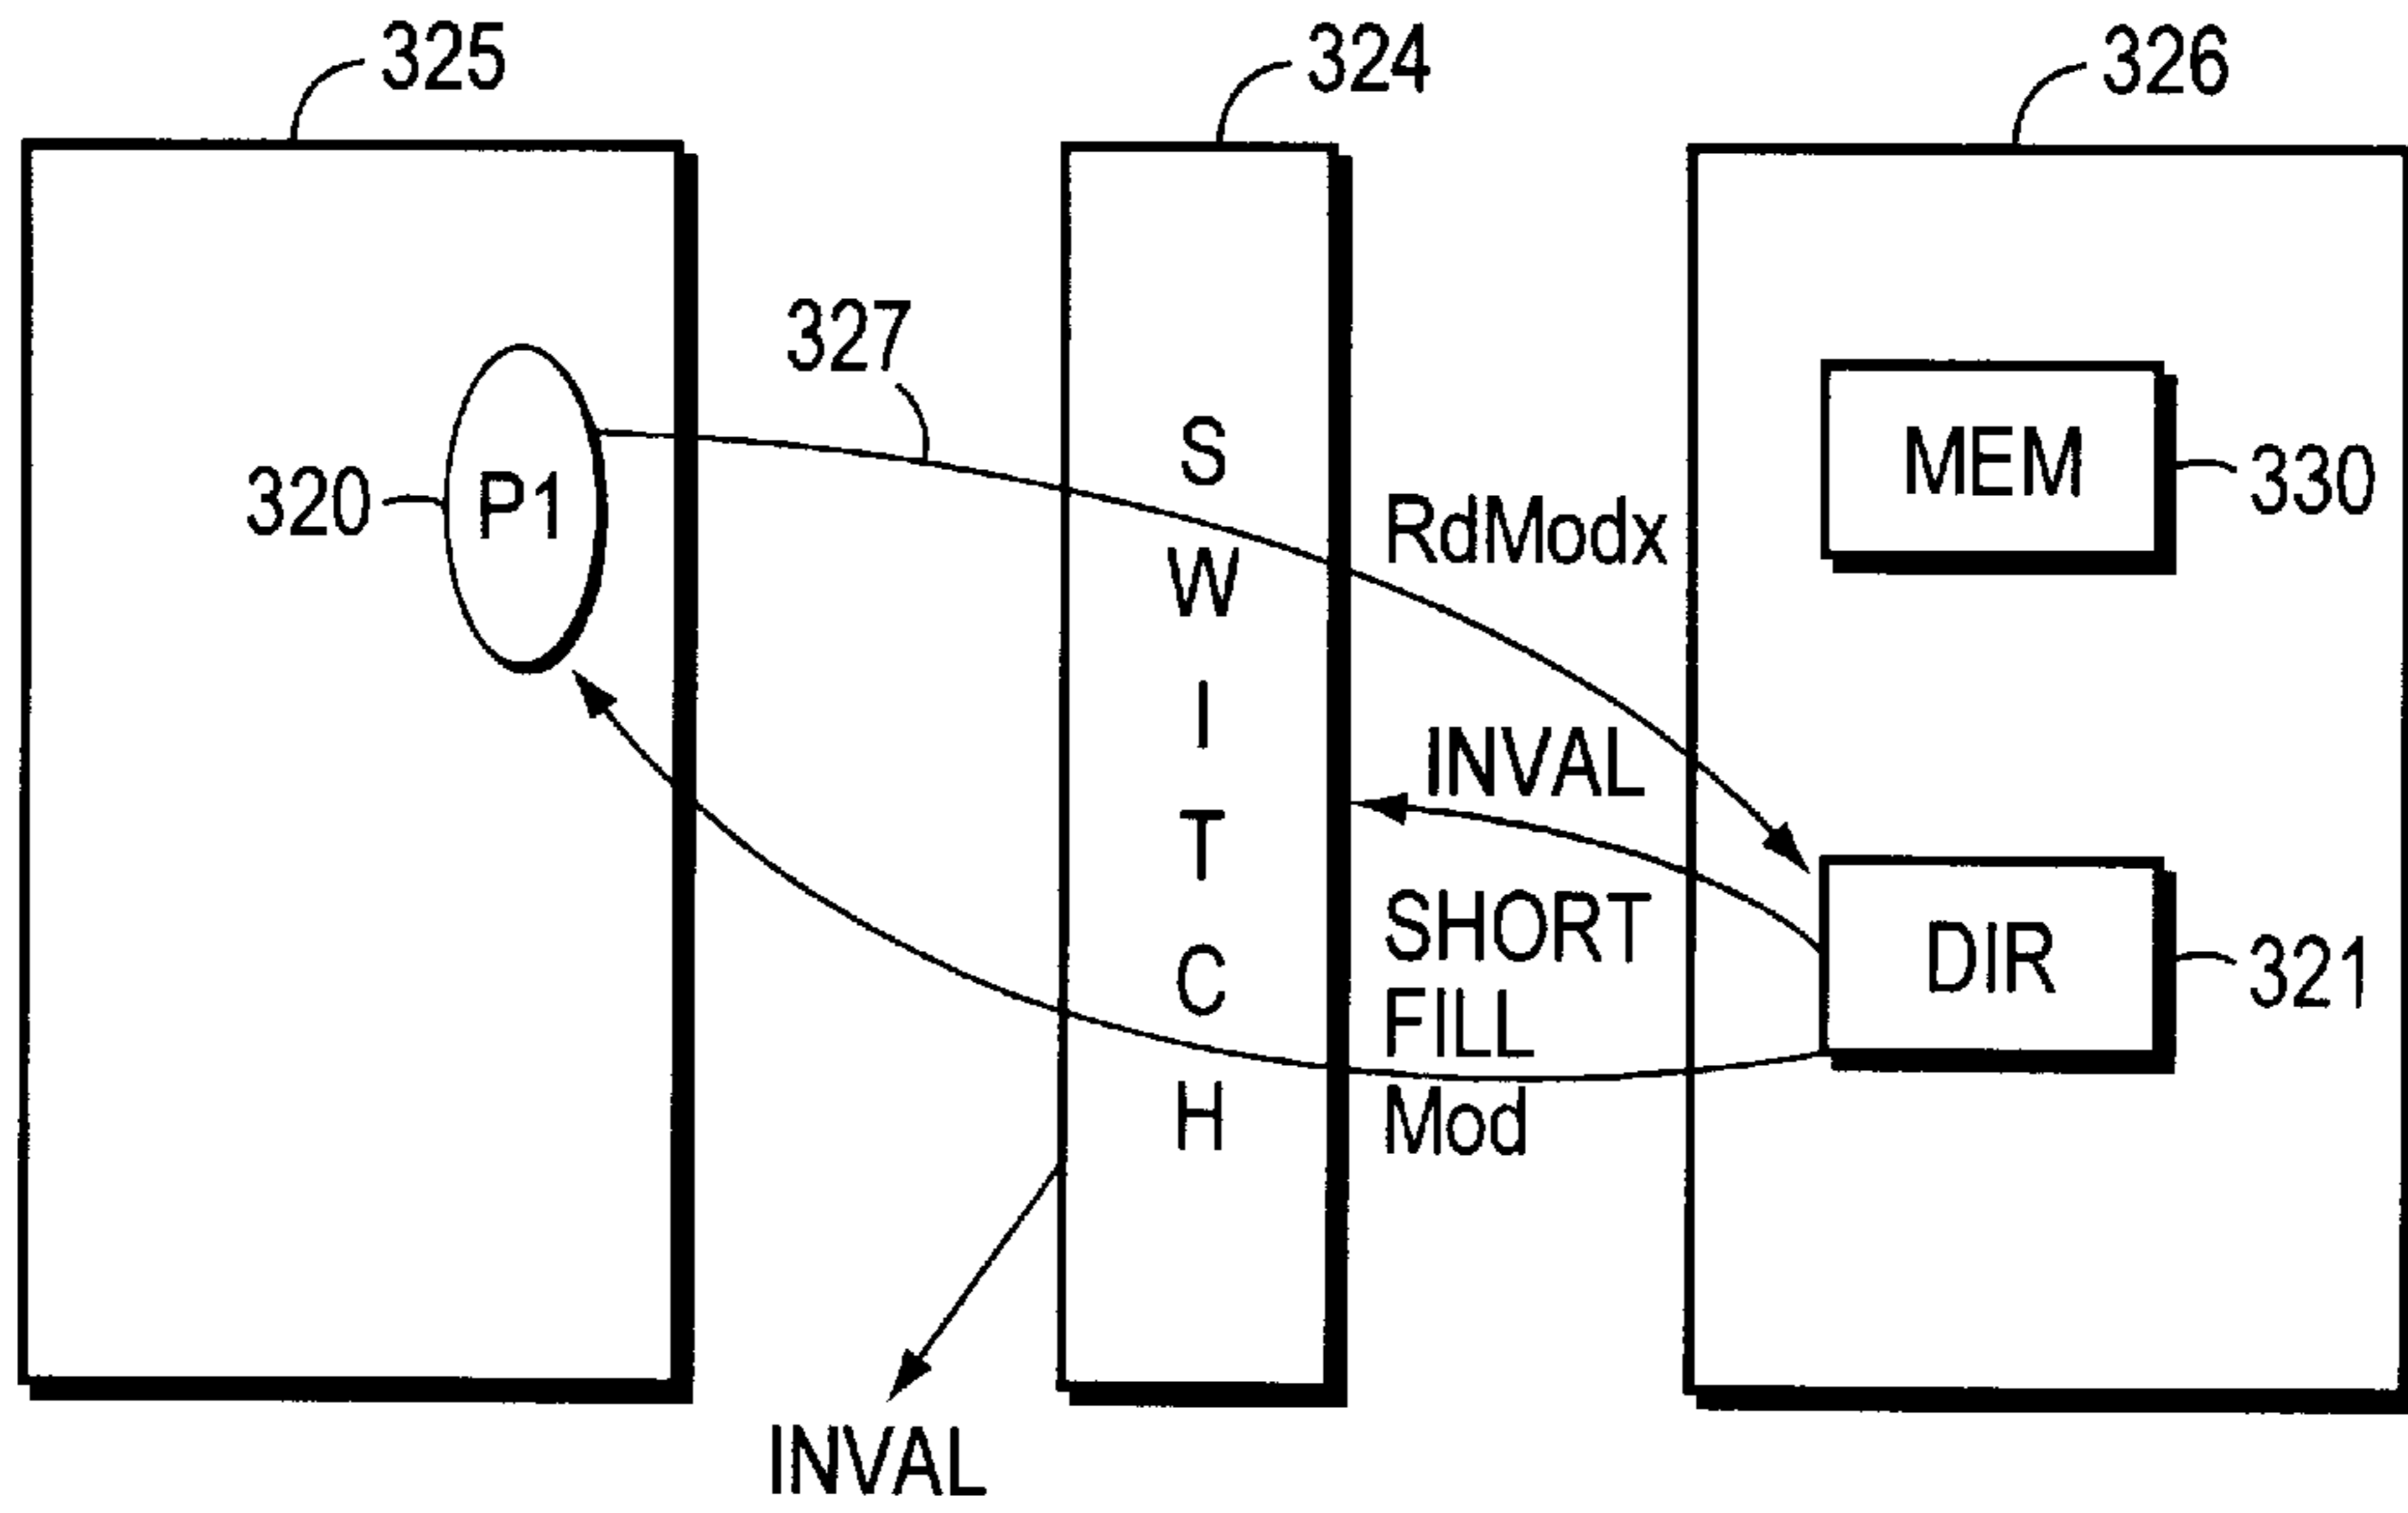 325
324
326
327
320
P1
S
W
I
T
C
H
RdModx
MEM
330
INVAL
SHORT
FILL
Mod
DIR
321
INVAL